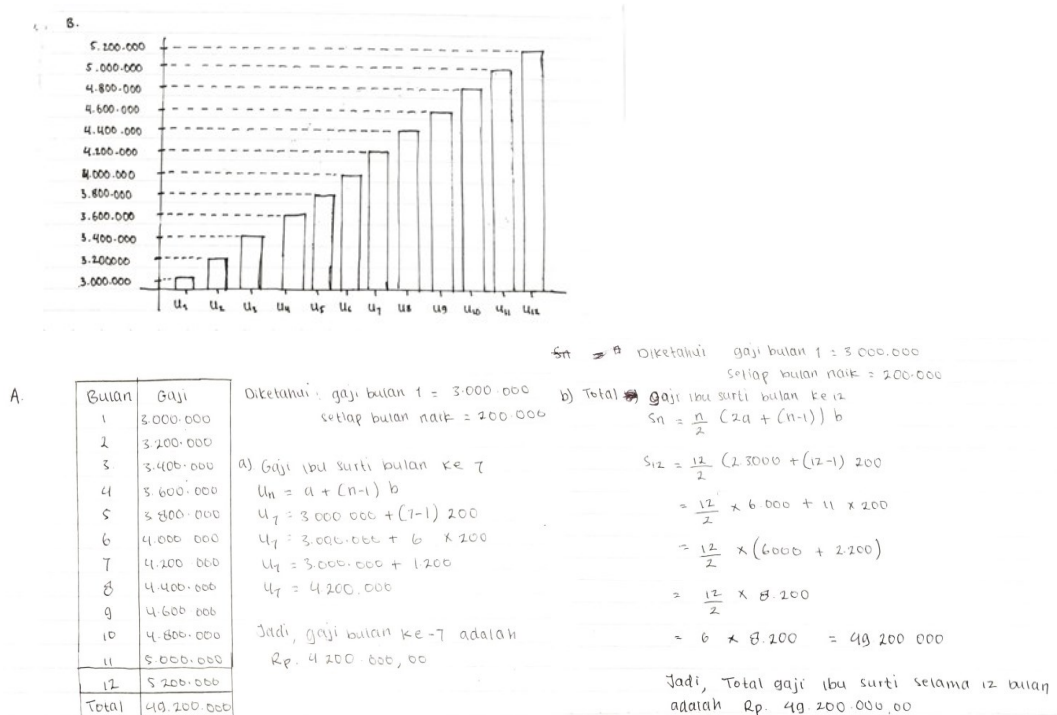 B.
5.200.000
5.000.000
4.800.000
4.600.000
4.400.000
4.200.000
4.000.000
3.800.000
3.600.000
3.400.000
3.200000
3.000.000
U1 U2 U3 U4 U5 U6 U7 U8 U9 U10 U11 U12
A.
Bulan Gaji
1 3.000.000
2 3.200.000
3. 3.400.000
4 3.600.000
5 3 800.000
6 4.000 000
7 4.200 000
8 4.400.000
9 4.600 000
10 4.800.000
11 5.000.000
12 5 200.000
Total 49.200.000
Diketahui : gaji bulan 1 = 3.000.000
setiap bulan naik = 200.000
a) Gaji ibu surti bulan ke 7
Un = a + (n-1) b
U7 = 3 000 000 + (7-1) 200
U7 = 3.000.000 + 6 x 200
U7 = 3.000.000 + 1.200
U7 = 4 200.000
Jadi, gaji bulan ke-7 adalah
Rp. 4 200.000,00
Sn = Diketahui gaji bulan 1 = 3 000.000
setiap bulan naik = 200.000
b) Total gaji ibu surti bulan ke 12
Sn = n/2 (2a + (n-1)) b
S12 = 12/2 (2.3000 + (12-1) 200
= 12/2 x 6.000 + 11 x 200
= 12/2 x (6000 + 2.200)
= 12/2 x 8.200
= 6 x 8.200 = 49 200 000
Jadi, Total gaji ibu surti selama 12 bulan
adalah Rp. 49.200.000,00